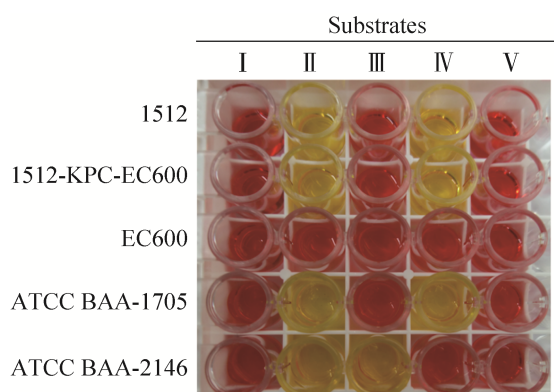 Substrates
Ⅰ Ⅱ Ⅲ Ⅳ Ⅴ
1512
1512-KPC-EC600
EC600
ATCC BAA-1705
ATCC BAA-2146